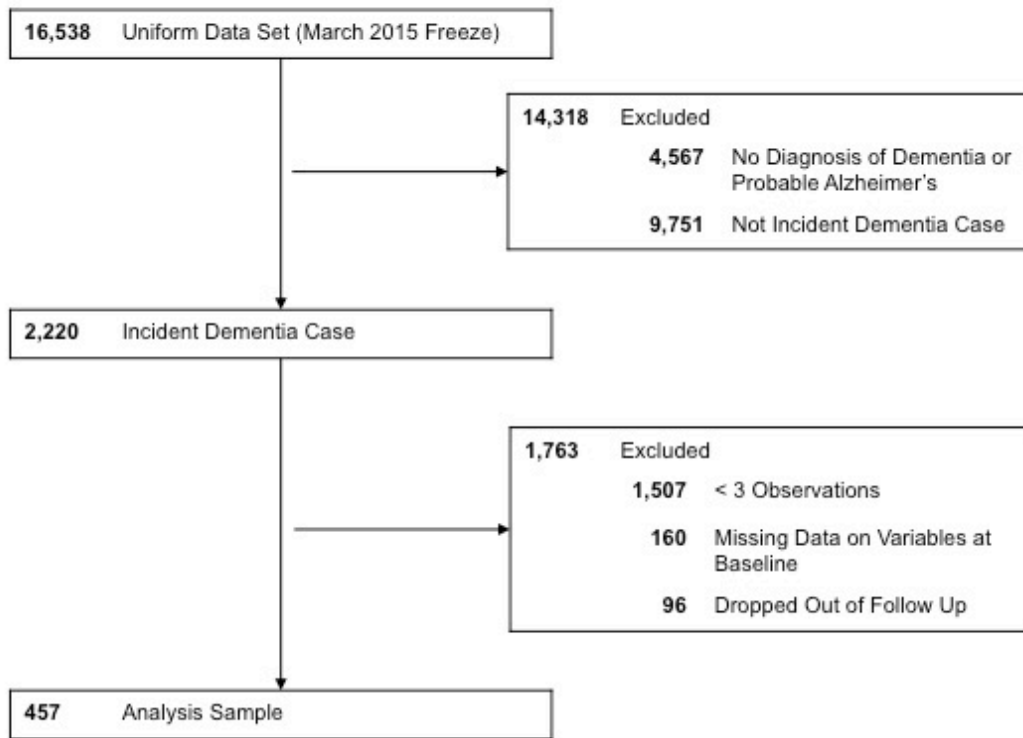 16,538 Uniform Data Set (March 2015 Freeze)
14,318 Excluded
4,567 No Diagnosis of Dementia or
Probable Alzheimer's
9,751 Not Incident Dementia Case
2,220 Incident Dementia Case
1,763 Excluded
1,507 < 3 Observations
160 Missing Data on Variables at
Baseline
96 Dropped Out of Follow Up
457 Analysis Sample